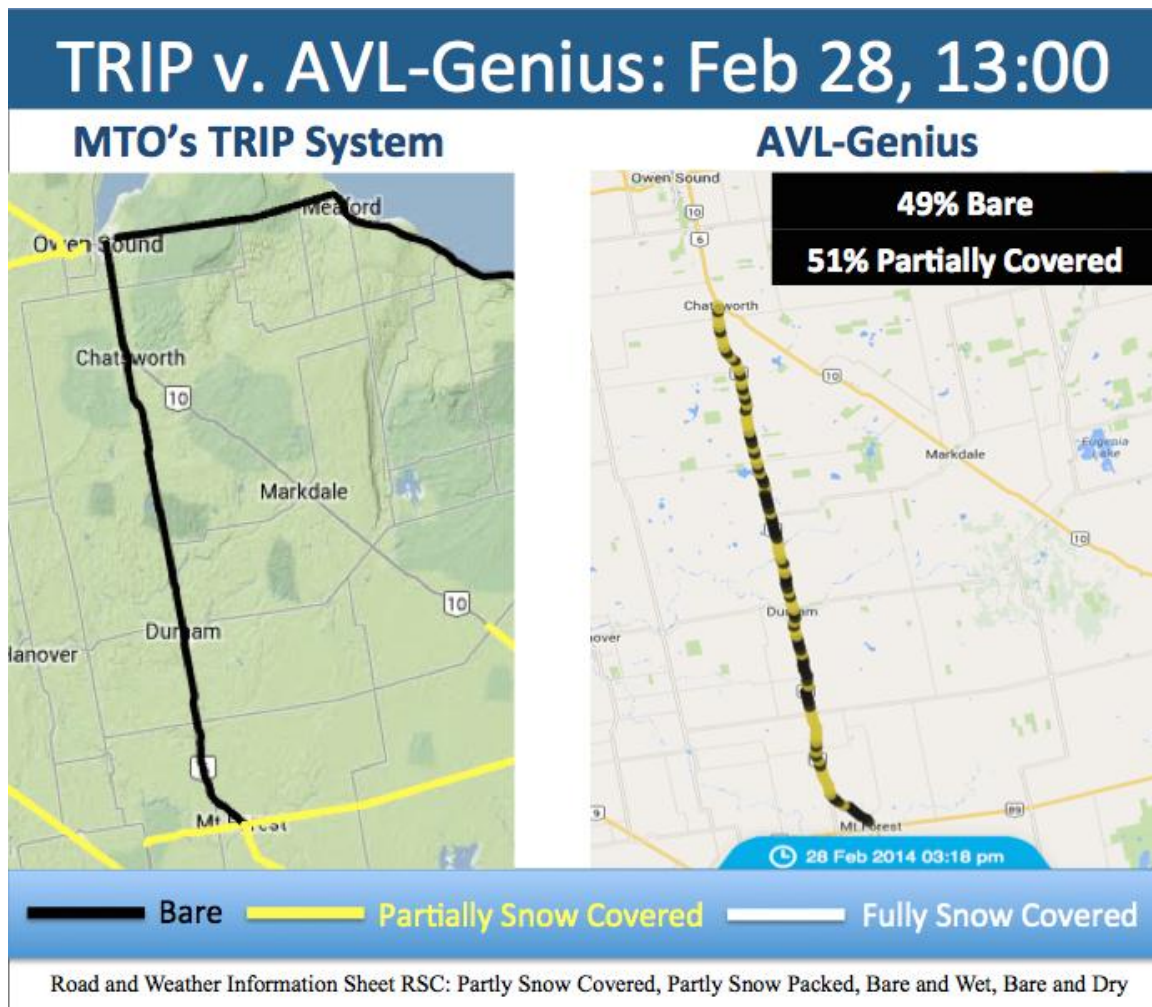 TRIP v. AVL-Genius: Feb 28, 13:00
MTO's TRIP System
AVL-Genius
Owen Sound
Meaford
Chatsworth
10
Markdale
10
Durham
Hanover
Mt Forest
Owen Sound
10
6
49% Bare
51% Partially Covered
Chatsworth
10
Markdale
Eugenia
Lake
10
Durham
over
9
89
Mt Forest
28 Feb 2014 03:18 pm
Bare
Partially Snow Covered
Fully Snow Covered
Road and Weather Information Sheet RSC: Partly Snow Covered, Partly Snow Packed, Bare and Wet, Bare and Dry